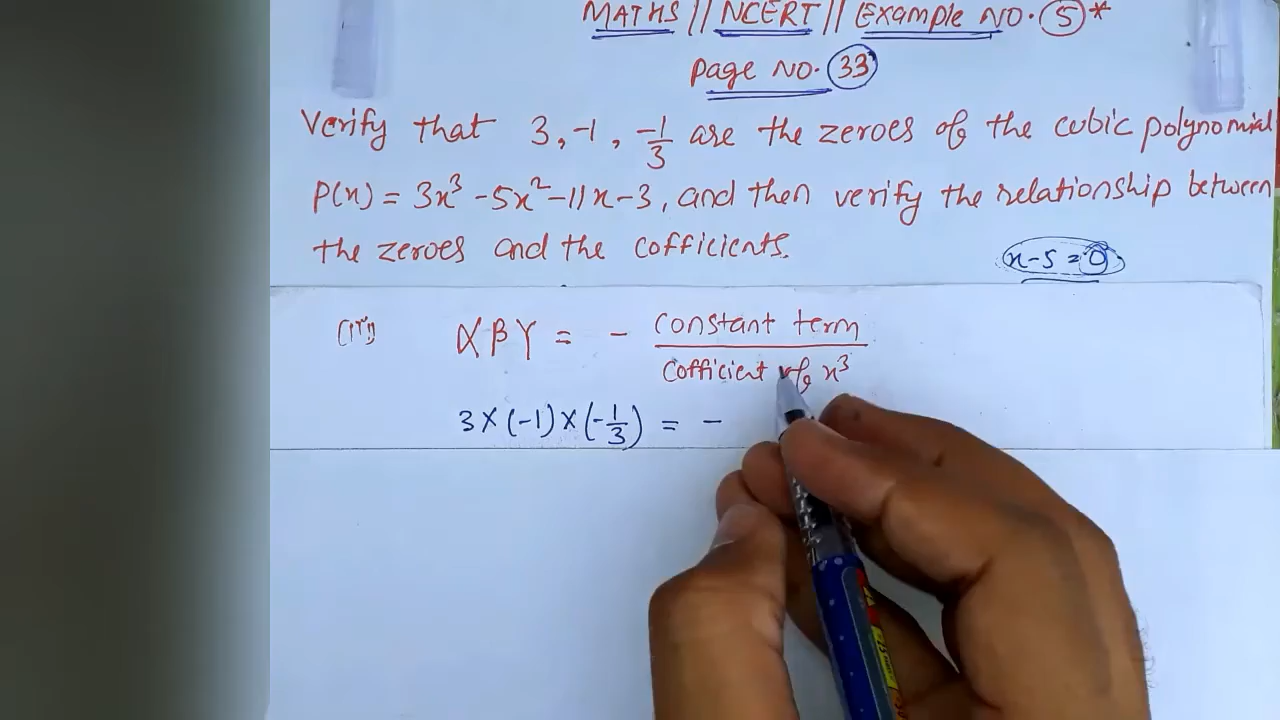 MATHS || NCERT || Example NO. 5 *
Page NO. 33
Verify that 3, -1, -1/3 are the zeroes of the cubic polynomial
P(x) = 3x³ - 5x² - 11x - 3, and then verify the relationship between
the zeroes and the cofficients.
x - 5 = 0
(iii) αβγ = - constant term / cofficient of x³
3 × (-1) × (-1/3) = -